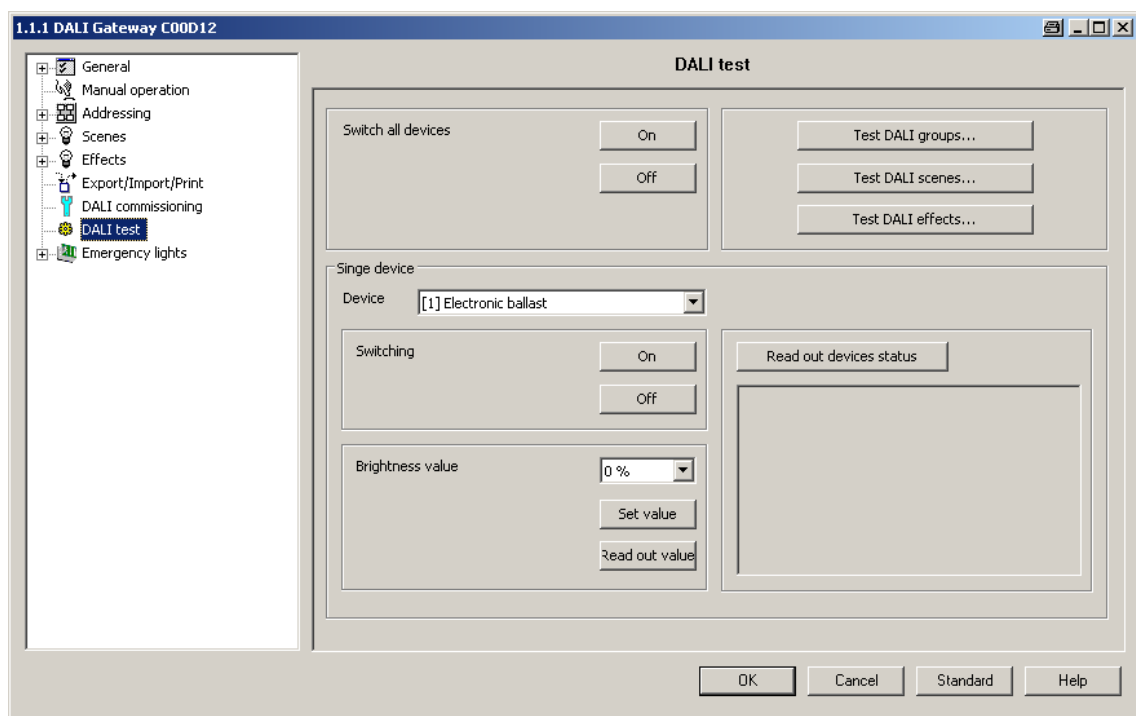 1.1.1 DALI Gateway C00D12
General
Manual operation
Addressing
Scenes
Effects
Export/Import/Print
DALI commissioning
DALI test
Emergency lights
DALI test
Switch all devices
On
Off
Test DALI groups...
Test DALI scenes...
Test DALI effects...
Singe device
Device
[1] Electronic ballast
Switching
On
Off
Read out devices status
Brightness value
0 %
Set value
Read out value
OK
Cancel
Standard
Help